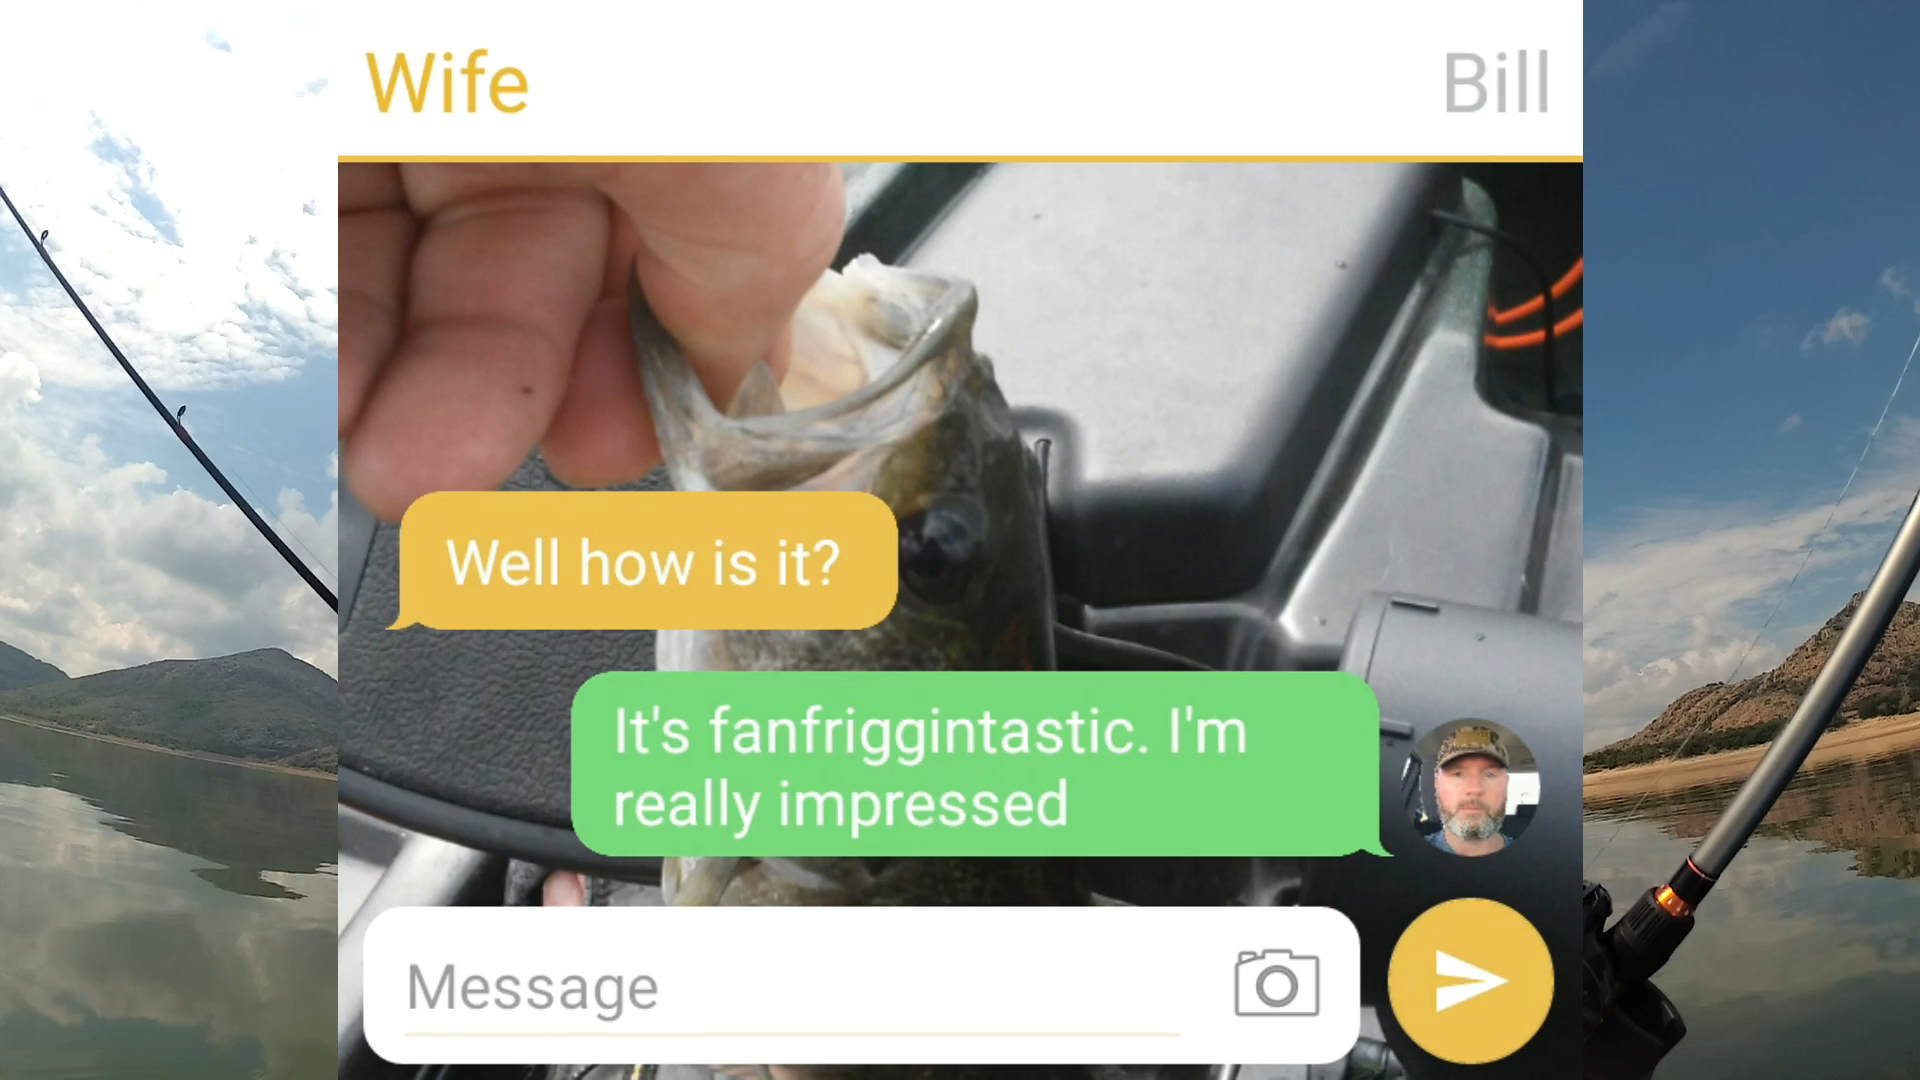 Wife
Bill
Well how is it?
It's fanfriggintastic. I'm
really impressed
Message